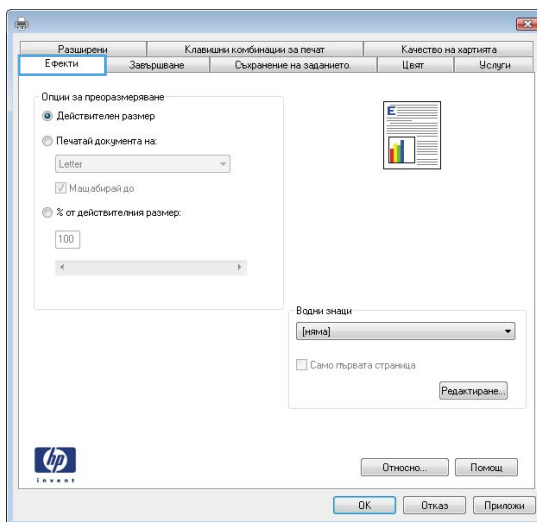 Разширени Клавишни комбинации за печат Качество на хартията
Ефекти Завършване Съхранение на заданието. Цвят Услуги
Опции за преоразмеряване
Действителен размер
Печатай документа на:
Letter
Мащабирай до
% от действителния размер:
100
E
Водни знаци
[няма]
Само първата страница
Редактиране...
hp
invent
Относно... Помощ
OK Отказ Приложи